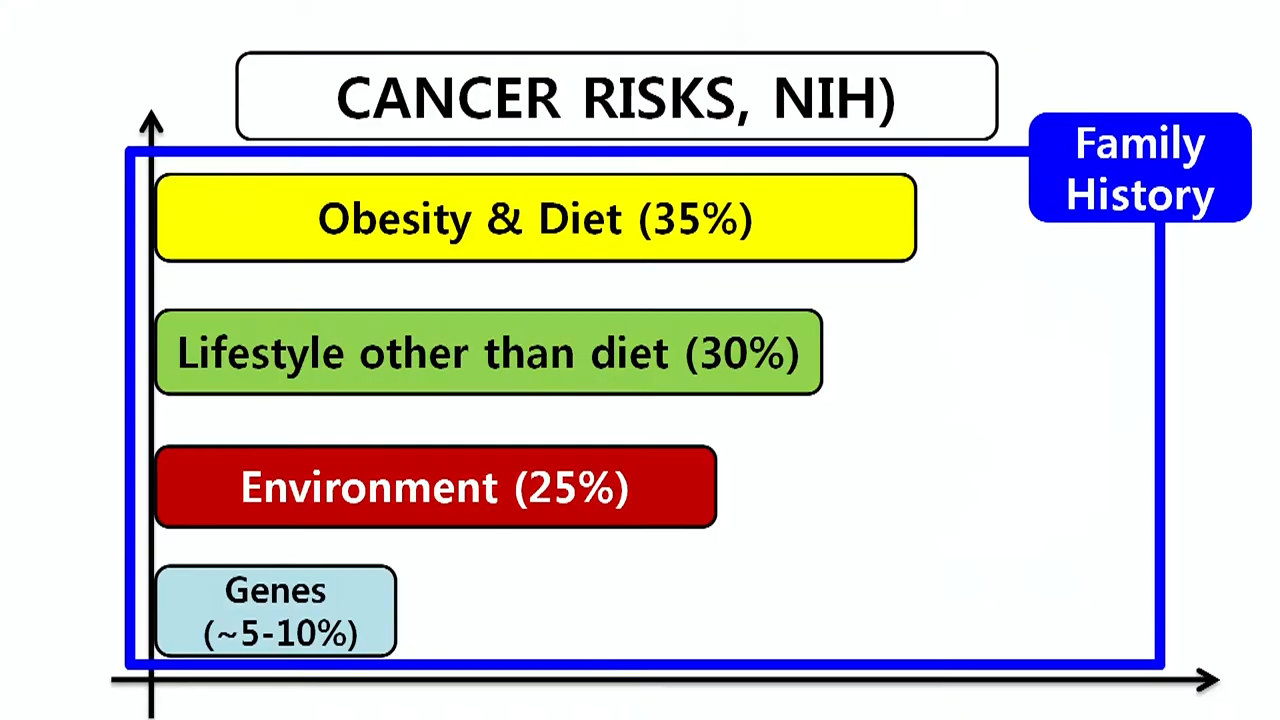 CANCER RISKS, NIH)
Family
History
Obesity & Diet (35%)
Lifestyle other than diet (30%)
Environment (25%)
Genes
(~5-10%)